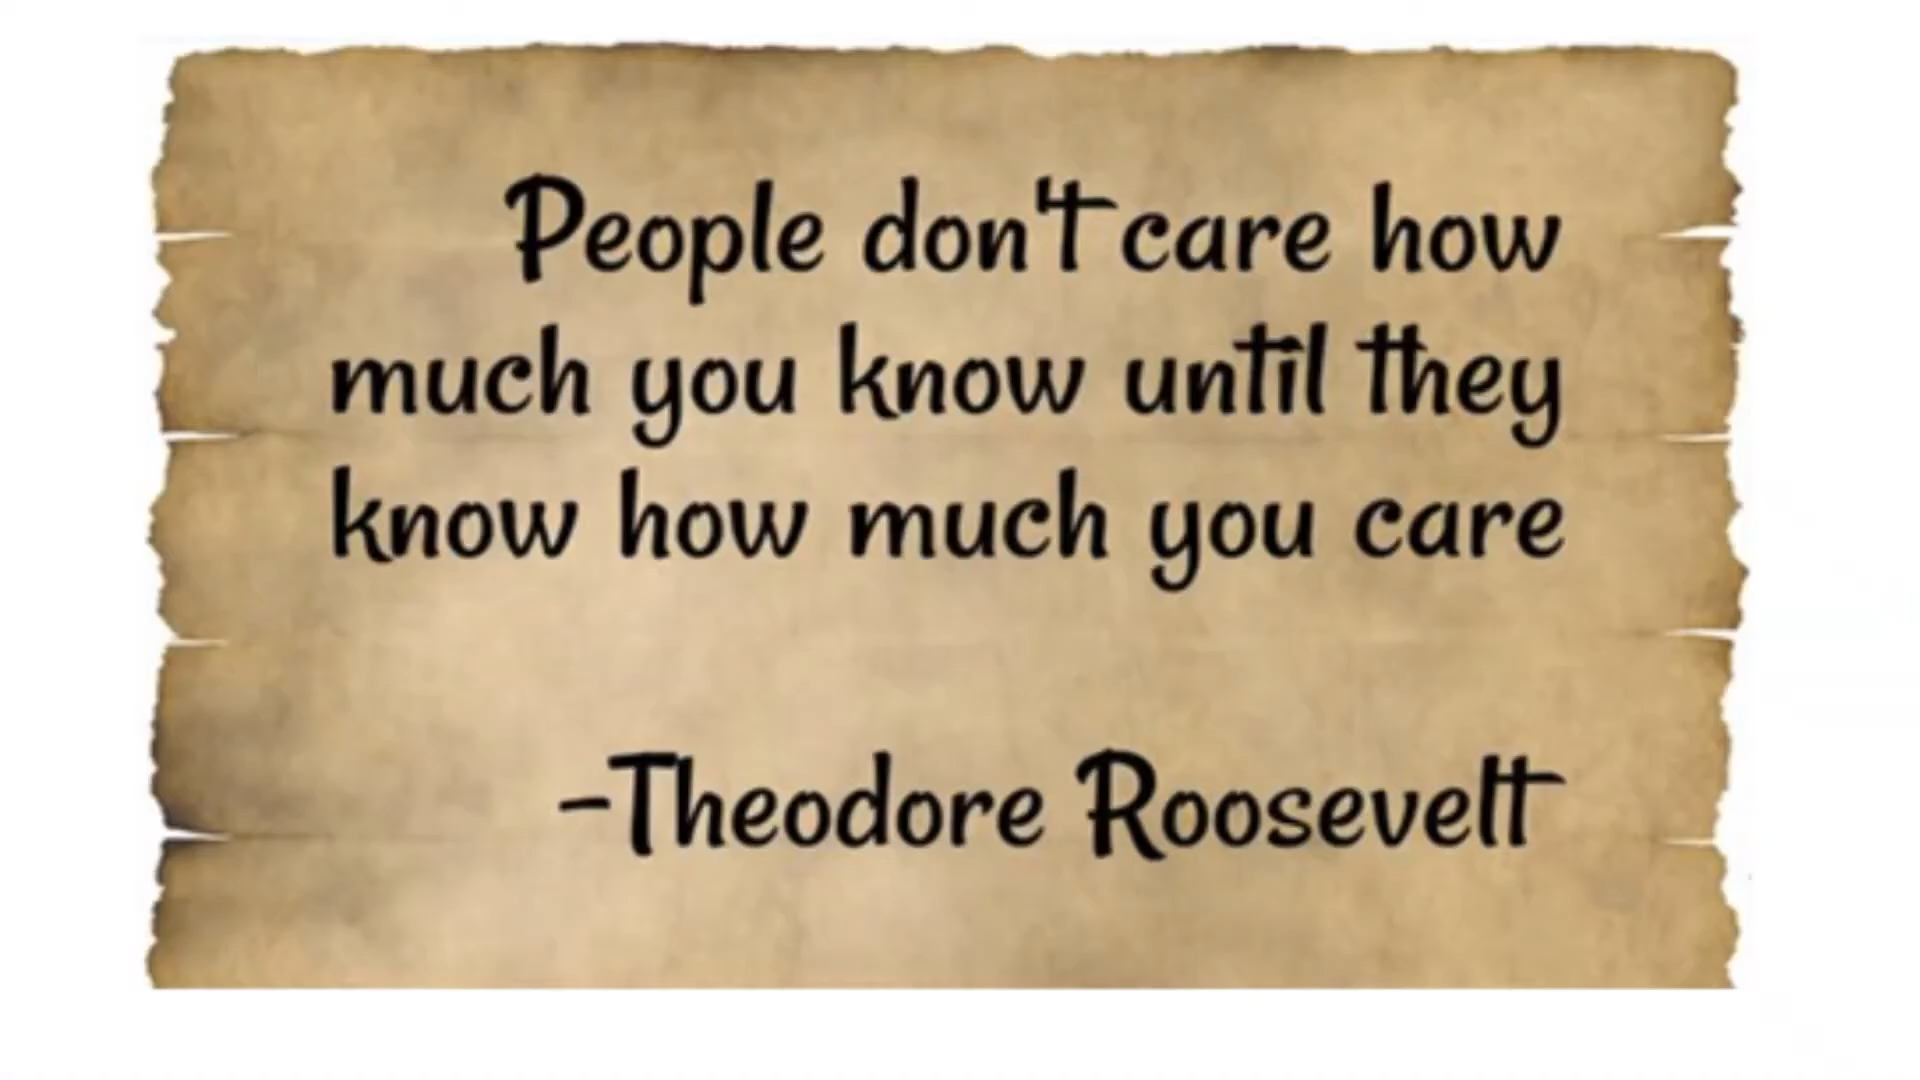 People don't care how
much you know until they
know how much you care
-Theodore Roosevelt